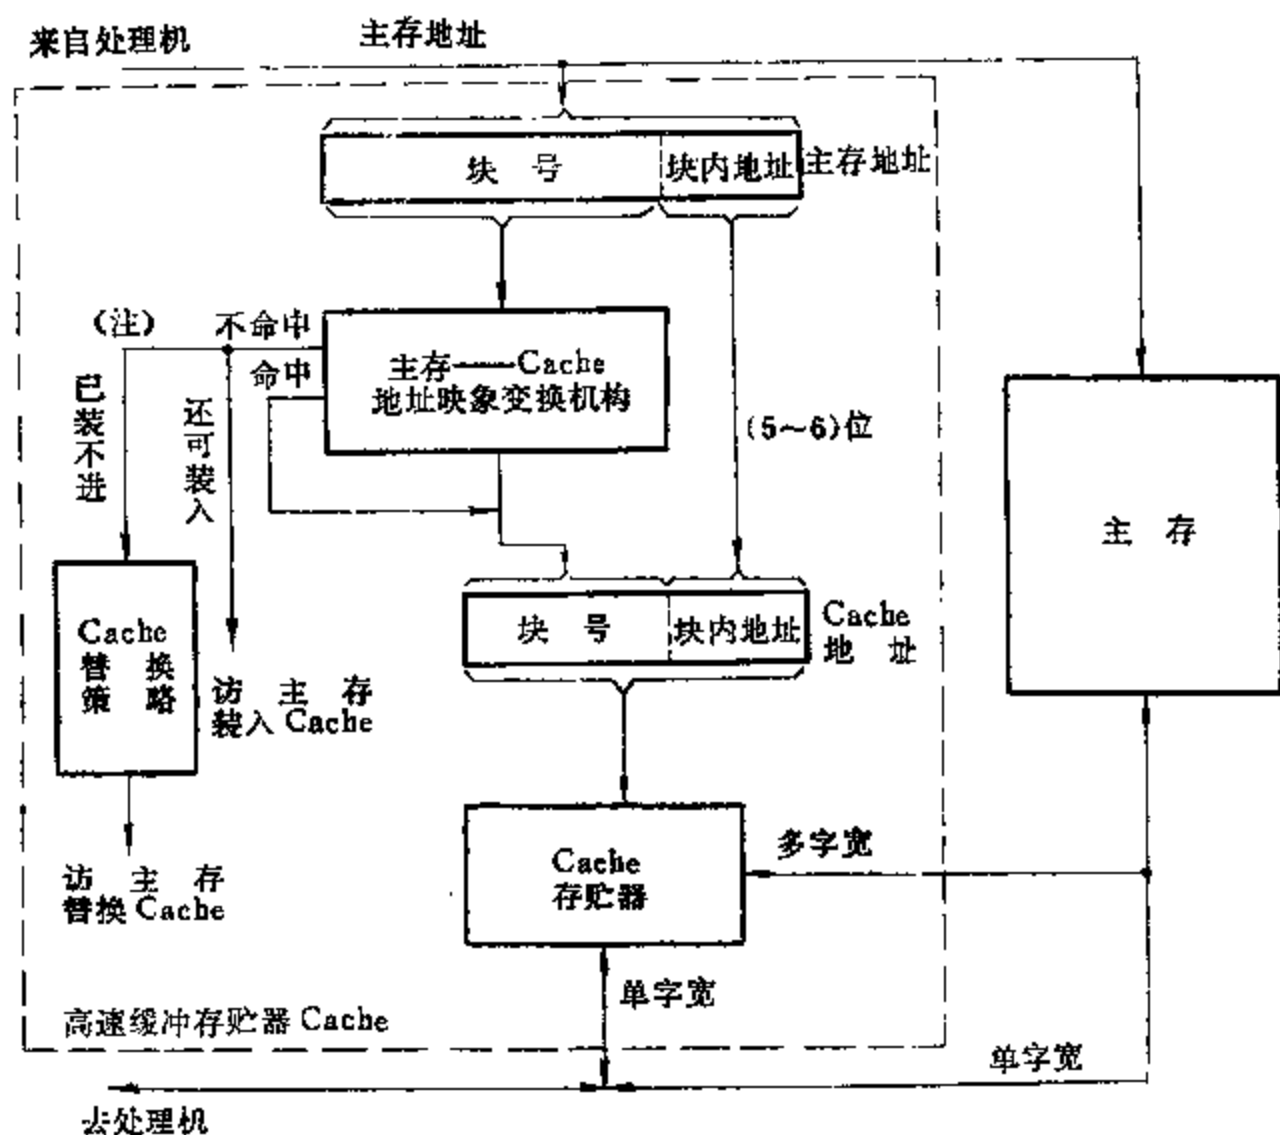 来自处理机
主存地址
块 号
块内地址
主存地址
(注)
不命中
命中
主存——Cache
地址映象变换机构
已装不进
还可装入
(5~6)位
主 存
Cache
替 换
策 略
块 号
块内地址
Cache
地 址
访 主 存
装入 Cache
访 主 存
替换 Cache
Cache
存贮器
多字宽
单字宽
高速缓冲存贮器 Cache
单字宽
去处理机